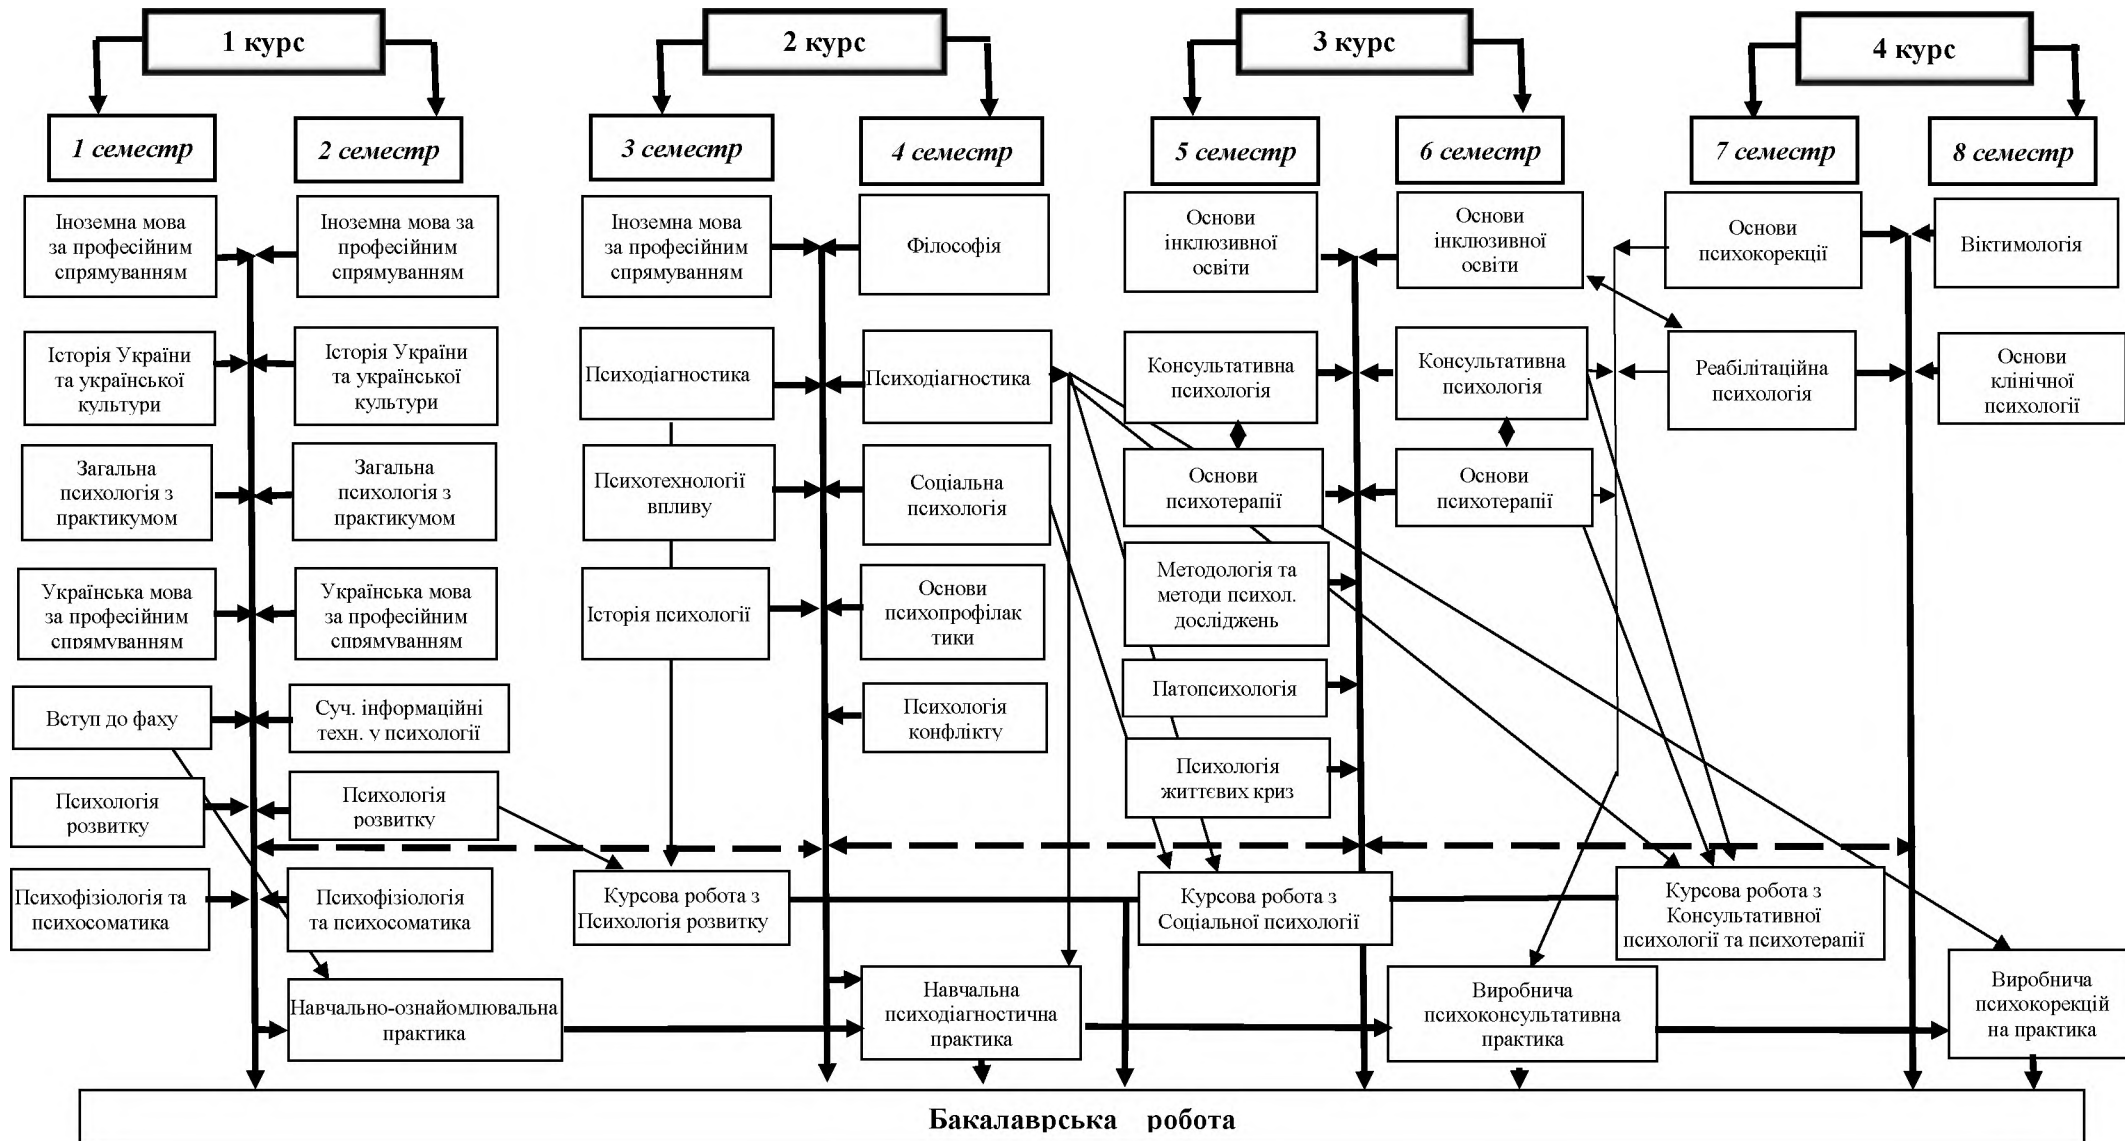 1 курс
2 курс
3 курс
4 курс
1 семестр
2 семестр
3 семестр
4 семестр
5 семестр
6 семестр
7 семестр
8 семестр
Іноземна мова
за професійним
спрямуванням
Іноземна мова за
професійним
спрямуванням
Іноземна мова
за професійним
спрямуванням
Філософія
Основи
інклюзивної
освіти
Основи
інклюзивної
освіти
Основи
психокорекції
Віктимологія
Історія України
та української
культури
Історія України
та української
культури
Психодіагностика
Психодіагностика
Консультативна
психологія
Консультативна
психологія
Реабілітаційна
психологія
Основи
клінічної
психології
Загальна
психологія з
практикумом
Загальна
психологія з
практикумом
Психотехнології
впливу
Соціальна
психологія
Основи
психотерапії
Основи
психотерапії
Українська мова
за професійним
спрямуванням
Українська мова
за професійним
спрямуванням
Історія психології
Основи
психопрофілак
тики
Методологія та
методи психол.
досліджень
Вступ до фаху
Суч. інформаційні
техн. у психології
Психологія
конфлікту
Патопсихологія
Психологія
розвитку
Психологія
розвитку
Психологія
життєвих криз
Психофізіологія та
психосоматика
Психофізіологія
та психосоматика
Курсова робота з
Психологія розвитку
Курсова робота з
Соціальної психології
Курсова робота з
Консультативної
психології та психотерапії
Навчально-ознайомлювальна
практика
Навчальна
психодіагностична
практика
Виробнича
психоконсультативна
практика
Виробнича
психокорекцій
на практика
Бакалаврська робота